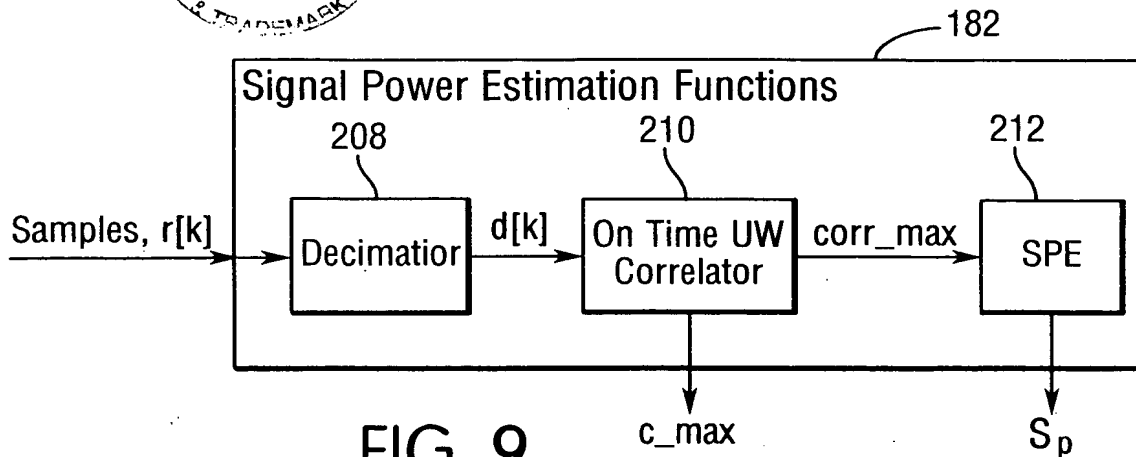 & TRADEMARK
182
Signal Power Estimation Functions
208
210
212
Samples, r[k]
Decimatior
d[k]
On Time UW
Correlator
corr_max
SPE
c_max
Sp
FIG. 9